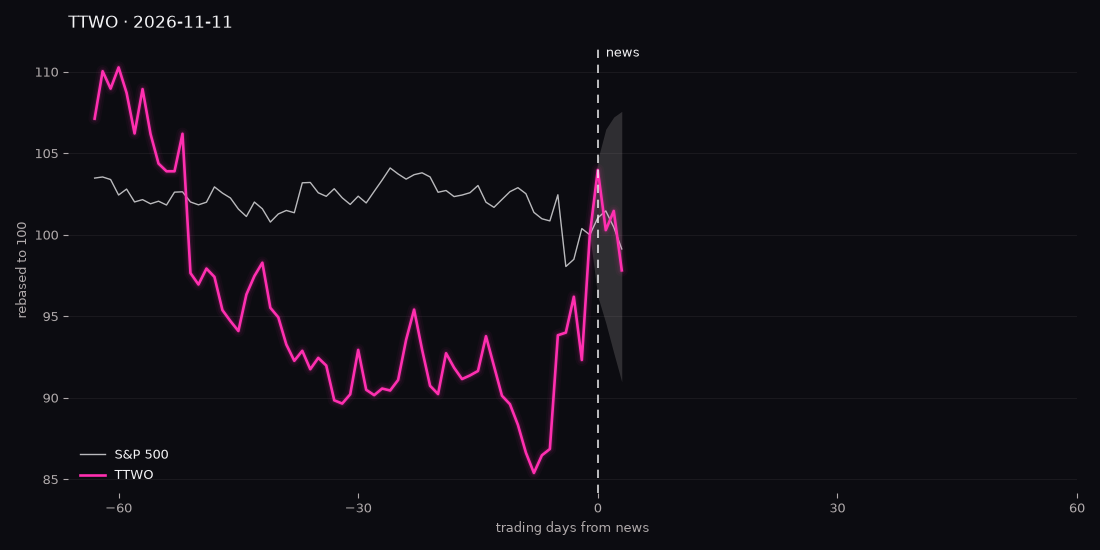 TTWO · 2026-11-11
news
110
105
100
95
90
85
rebased to 100
S&P 500
TTWO
−60
−30
0
30
60
trading days from news